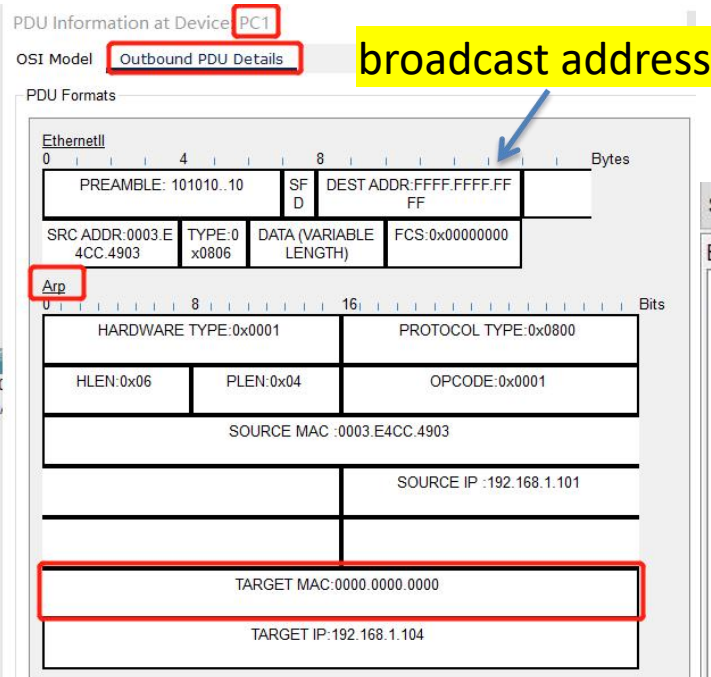 PDU Information at Device: PC1
OSI Model Outbound PDU Details
broadcast address
PDU Formats
EthernetII
0 4 8 Bytes
PREAMBLE: 101010..10
SF
D
DEST ADDR:FFFF.FFFF.FF
FF
SRC ADDR:0003.E
4CC.4903
TYPE:0
x0806
DATA (VARIABLE
LENGTH)
FCS:0x00000000
Arp
0 8 16 Bits
HARDWARE TYPE:0x0001
PROTOCOL TYPE:0x0800
HLEN:0x06
PLEN:0x04
OPCODE:0x0001
SOURCE MAC :0003.E4CC.4903
SOURCE IP :192.168.1.101
TARGET MAC:0000.0000.0000
TARGET IP:192.168.1.104